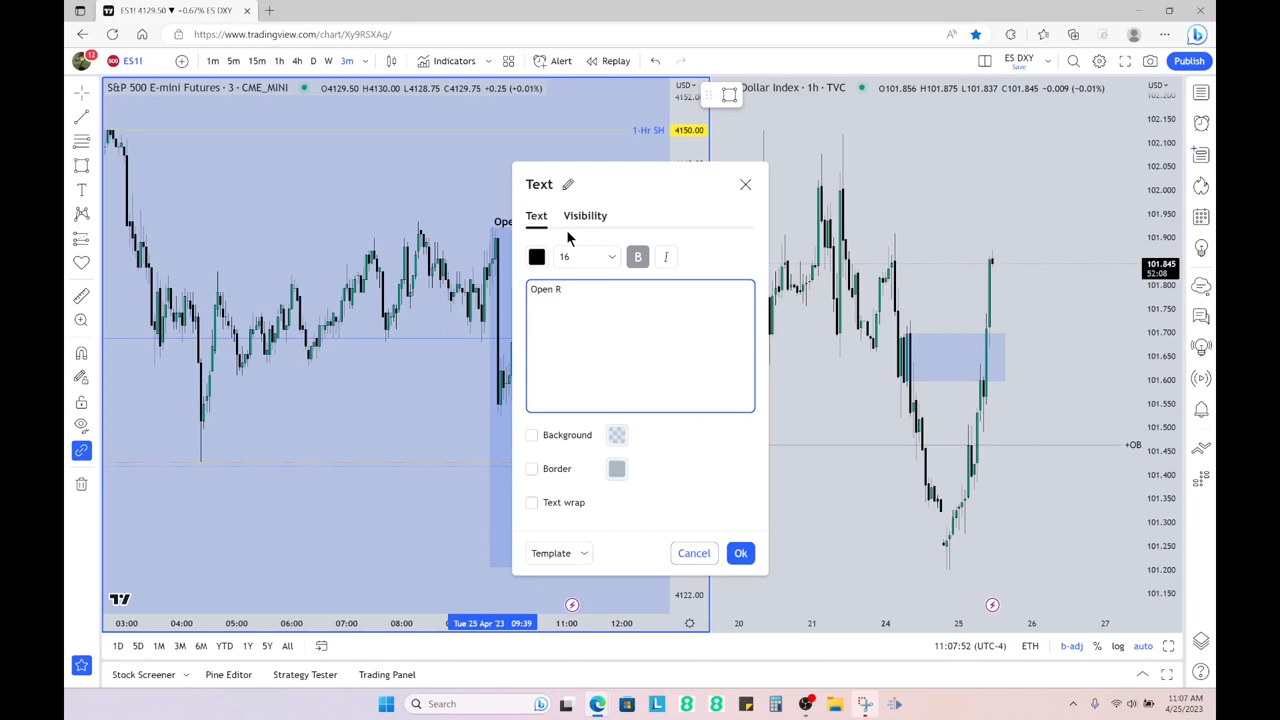 ES1! 4129.50 ▼ −0.67% ES DXY
https://www.tradingview.com/chart/Xy9RSXAg/
12
500 ES1!
1m 5m 15m 1h 4h D W 3m
Indicators
Alert
Replay
ES DXY
Save
Publish
S&P 500 E-mini Futures · 3 · CME_MINI
O4129.50 H4130.00 L4128.75 C4129.75 +0.25 (+0.01%)
USD
4152.00
Dollar Index · 1h · TVC
O101.856 H101.875 L101.837 C101.845 −0.009 (−0.01%)
USD
102.200
102.150
102.100
102.050
102.000
101.950
101.900
101.845
52:08
101.800
101.750
101.700
101.650
101.600
101.550
101.500
101.450
101.400
101.350
101.300
101.250
101.200
101.150
1-Hr SH
4150.00
Ope
+OB
Text
Text Visibility
16
B I
Open R
Background
Border
Text wrap
Template
Cancel
Ok
4122.00
03:00 04:00 06:00 07:00 08:00
Tue 25 Apr '23 09:39
11:00 12:00
20 21 24 25 26 27
1D 5D 1M 3M 6M YTD 1Y 5Y All
11:07:52 (UTC-4)
ETH
b-adj % log auto
Stock Screener
Pine Editor
Strategy Tester
Trading Panel
Search
11:07 AM
4/25/2023